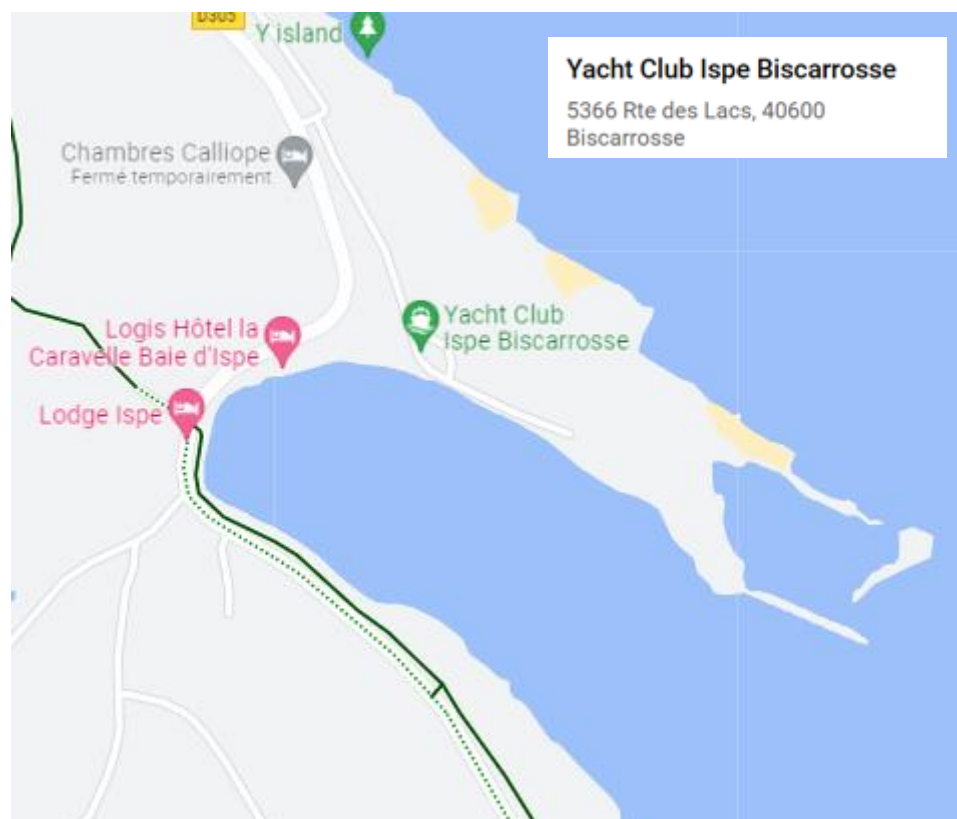 D305
Y island
Yacht Club Ispe Biscarrosse
5366 Rte des Lacs, 40600
Biscarrosse
Chambres Calliope
Fermé temporairement
Logis Hôtel la
Caravelle Baie d'Ispe
Yacht Club
Ispe Biscarrosse
Lodge Ispe